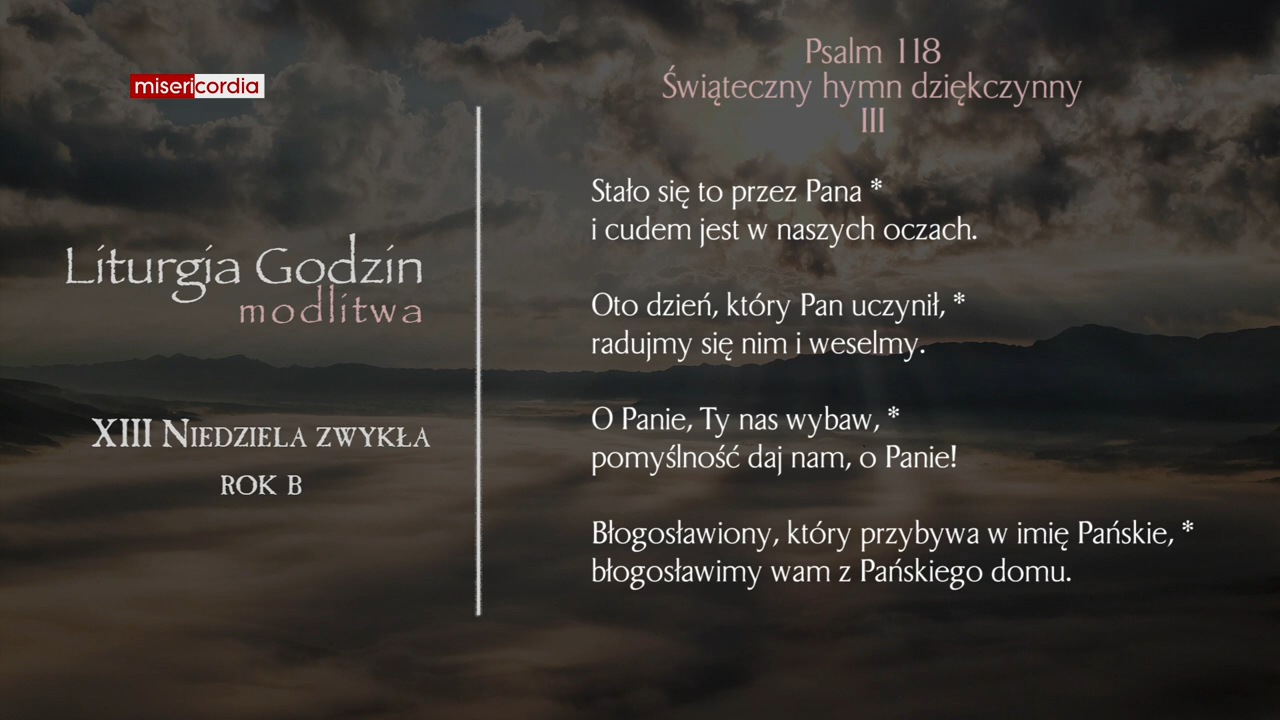 misericordia
Liturgia Godzin
modlitwa
XIII Niedziela zwykła
rok B
Psalm 118
Świąteczny hymn dziękczynny
III
Stało się to przez Pana *
i cudem jest w naszych oczach.
Oto dzień, który Pan uczynił, *
radujmy się nim i weselmy.
O Panie, Ty nas wybaw, *
pomyślność daj nam, o Panie!
Błogosławiony, który przybywa w imię Pańskie, *
błogosławimy wam z Pańskiego domu.